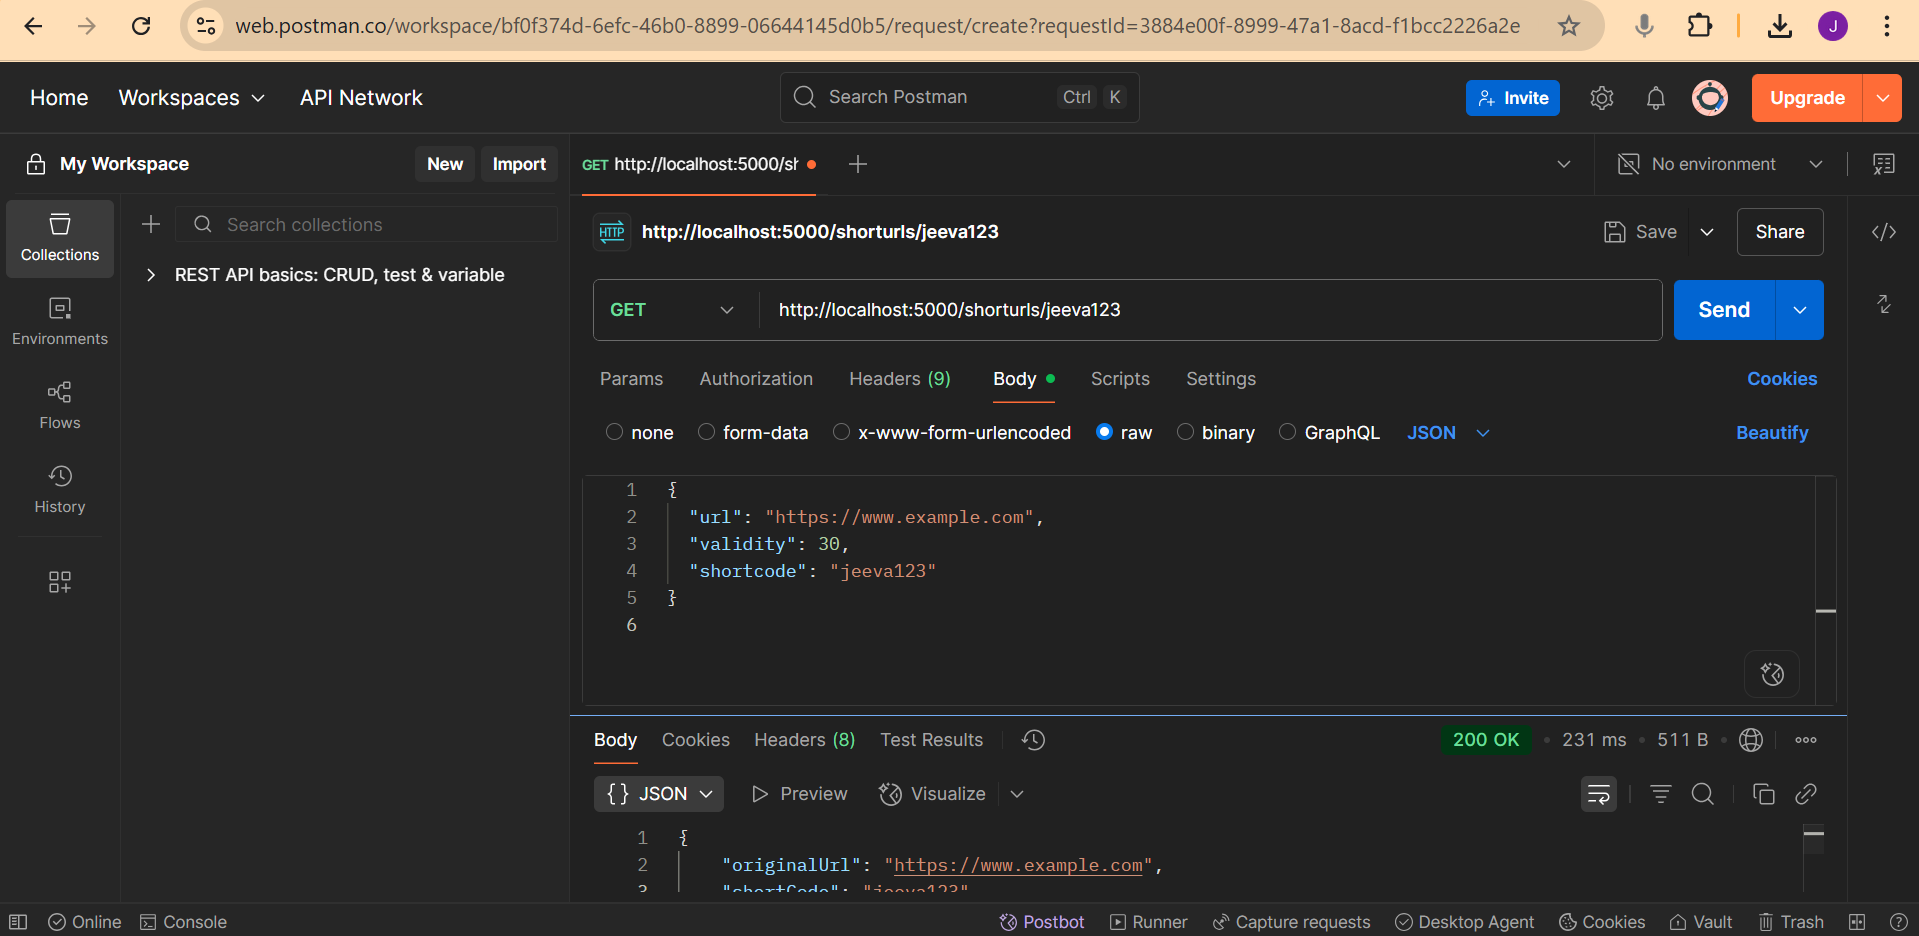 web.postman.co/workspace/bf0f374d-6efc-46b0-8899-06644145d0b5/request/create?requestId=3884e00f-8999-47a1-8acd-f1bcc2226a2e
J
Home Workspaces API Network
Search Postman Ctrl K
Invite
Upgrade
My Workspace New Import
GET http://localhost:5000/sh
No environment
Collections
Search collections
REST API basics: CRUD, test & variable
Environments
Flows
History
HTTP http://localhost:5000/shorturls/jeeva123
Save Share
GET http://localhost:5000/shorturls/jeeva123 Send
Params Authorization Headers (9) Body Scripts Settings Cookies
none form-data x-www-form-urlencoded raw binary GraphQL JSON Beautify
1 {
2 "url": "https://www.example.com",
3 "validity": 30,
4 "shortcode": "jeeva123"
5 }
6
Body Cookies Headers (8) Test Results 200 OK • 231 ms • 511 B
{} JSON Preview Visualize
1 {
2 "originalUrl": "https://www.example.com",
3 "shortCode": "jeeva123"
Online Console Postbot Runner Capture requests Desktop Agent Cookies Vault Trash